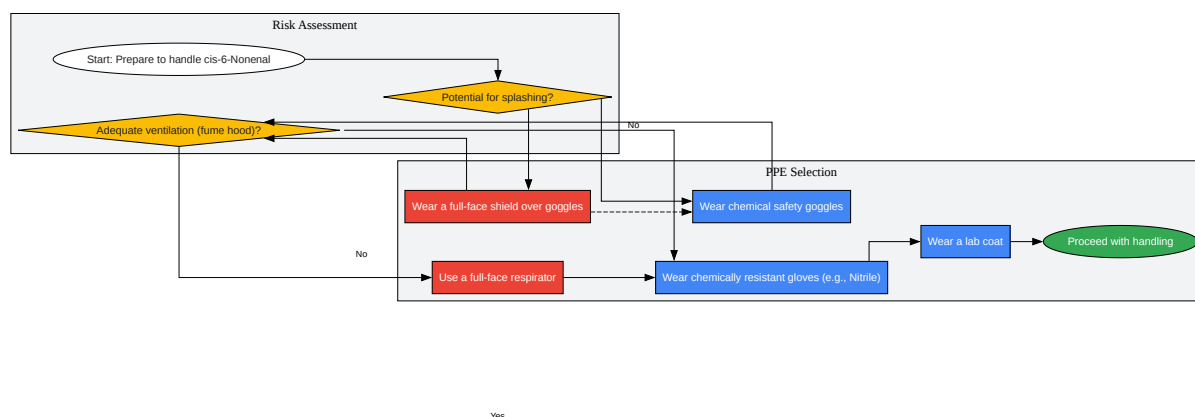 Risk Assessment
Start: Prepare to handle cis-6-Nonenal
Potential for splashing?
Adequate ventilation (fume hood)?
No
PPE Selection
Wear a full-face shield over goggles
Wear chemical safety goggles
Wear a lab coat
Proceed with handling
No
Use a full-face respirator
Wear chemically resistant gloves (e.g., Nitrile)
Yes